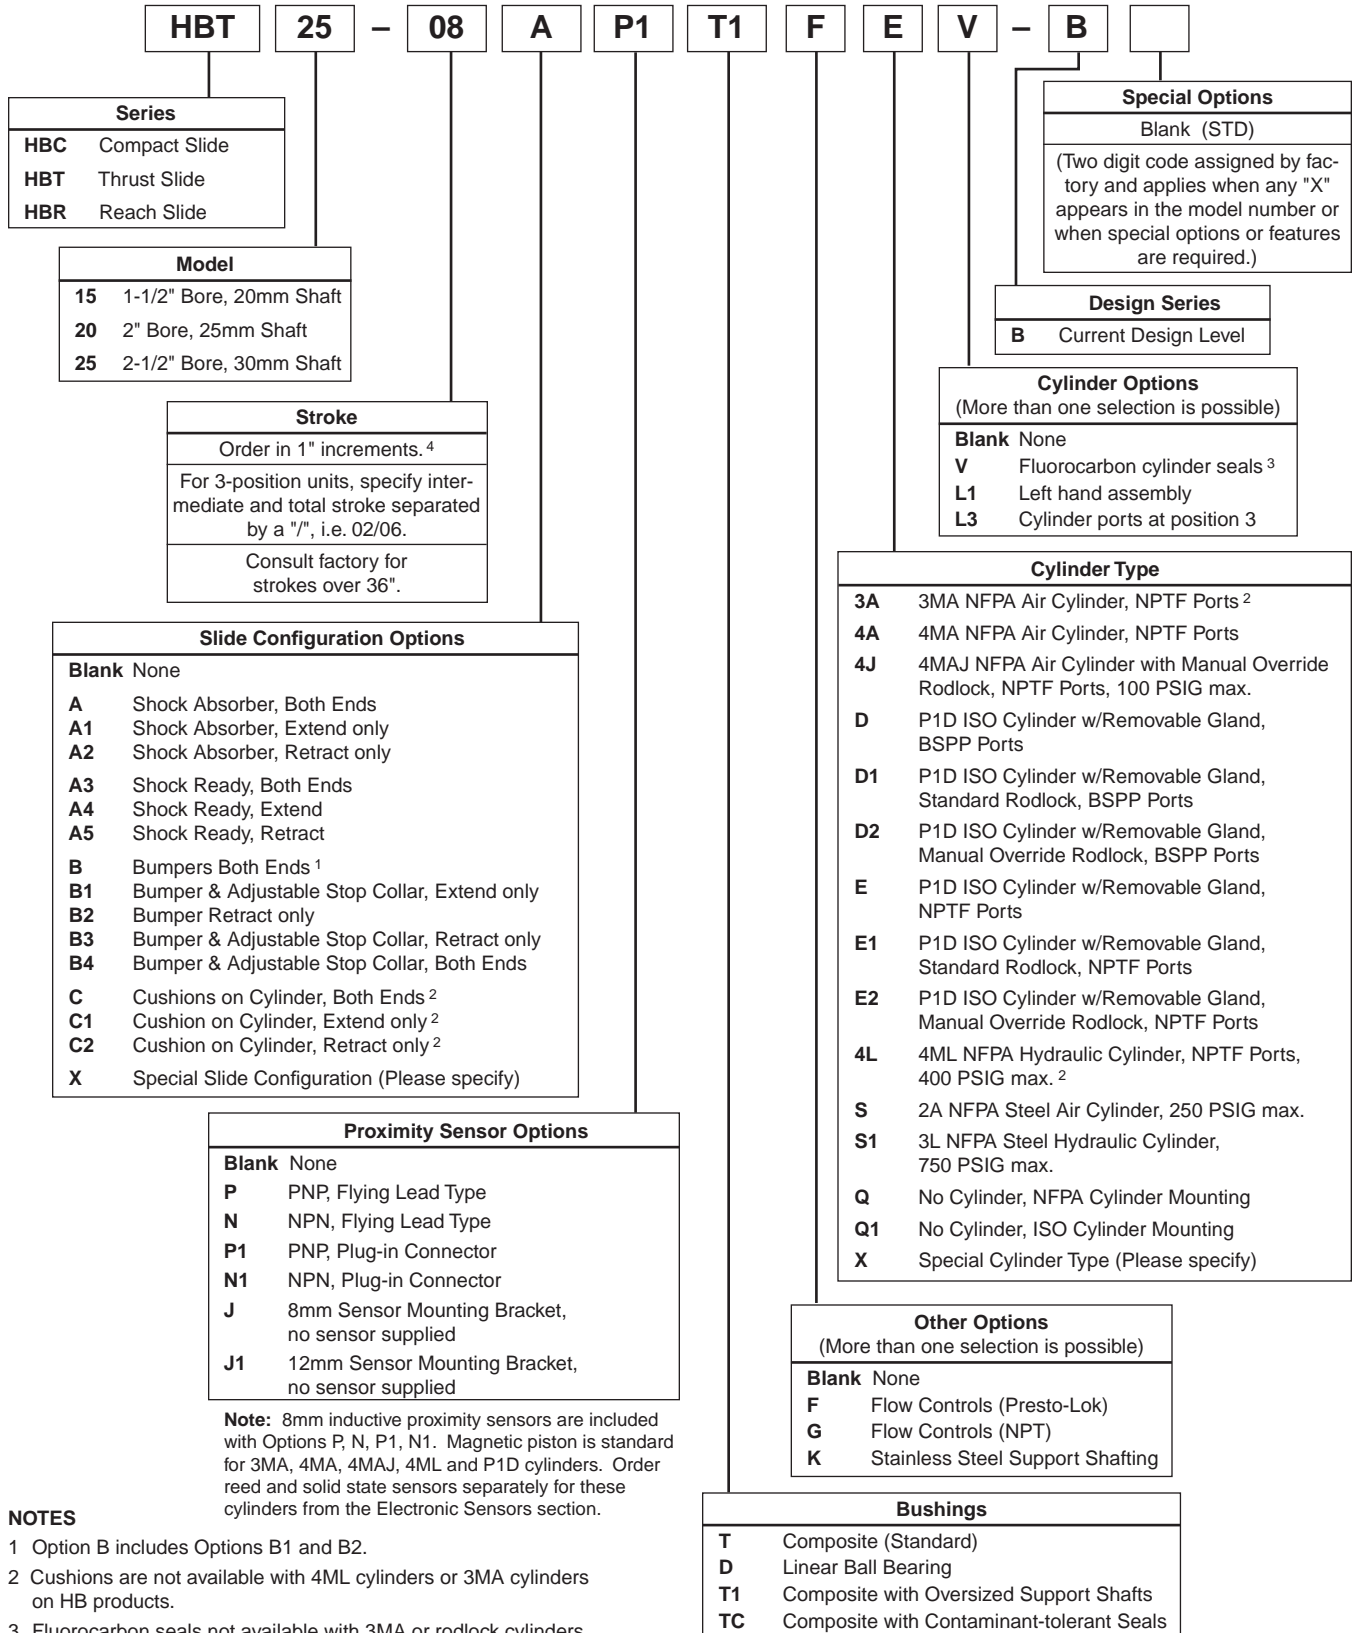 HBT 25 – 08 A P1 T1 F E V – B
Series
HBC Compact Slide
HBT Thrust Slide
HBR Reach Slide
Model
15 1-1/2" Bore, 20mm Shaft
20 2" Bore, 25mm Shaft
25 2-1/2" Bore, 30mm Shaft
Stroke
Order in 1" increments. 4
For 3-position units, specify inter-
mediate and total stroke separated
by a "/", i.e. 02/06.
Consult factory for
strokes over 36".
Slide Configuration Options
Blank None
A Shock Absorber, Both Ends
A1 Shock Absorber, Extend only
A2 Shock Absorber, Retract only
A3 Shock Ready, Both Ends
A4 Shock Ready, Extend
A5 Shock Ready, Retract
B Bumpers Both Ends 1
B1 Bumper & Adjustable Stop Collar, Extend only
B2 Bumper Retract only
B3 Bumper & Adjustable Stop Collar, Retract only
B4 Bumper & Adjustable Stop Collar, Both Ends
C Cushions on Cylinder, Both Ends 2
C1 Cushion on Cylinder, Extend only 2
C2 Cushion on Cylinder, Retract only 2
X Special Slide Configuration (Please specify)
Proximity Sensor Options
Blank None
P PNP, Flying Lead Type
N NPN, Flying Lead Type
P1 PNP, Plug-in Connector
N1 NPN, Plug-in Connector
J 8mm Sensor Mounting Bracket,
no sensor supplied
J1 12mm Sensor Mounting Bracket,
no sensor supplied
Note: 8mm inductive proximity sensors are included
with Options P, N, P1, N1. Magnetic piston is standard
for 3MA, 4MA, 4MAJ, 4ML and P1D cylinders. Order
reed and solid state sensors separately for these
cylinders from the Electronic Sensors section.
NOTES
1 Option B includes Options B1 and B2.
2 Cushions are not available with 4ML cylinders or 3MA cylinders
on HB products.
3 Fluorocarbon seals not available with 3MA or rodlock cylinders
Special Options
Blank (STD)
(Two digit code assigned by fac-
tory and applies when any "X"
appears in the model number or
when special options or features
are required.)
Design Series
B Current Design Level
Cylinder Options
(More than one selection is possible)
Blank None
V Fluorocarbon cylinder seals 3
L1 Left hand assembly
L3 Cylinder ports at position 3
Cylinder Type
3A 3MA NFPA Air Cylinder, NPTF Ports 2
4A 4MA NFPA Air Cylinder, NPTF Ports
4J 4MAJ NFPA Air Cylinder with Manual Override
Rodlock, NPTF Ports, 100 PSIG max.
D P1D ISO Cylinder w/Removable Gland,
BSPP Ports
D1 P1D ISO Cylinder w/Removable Gland,
Standard Rodlock, BSPP Ports
D2 P1D ISO Cylinder w/Removable Gland,
Manual Override Rodlock, BSPP Ports
E P1D ISO Cylinder w/Removable Gland,
NPTF Ports
E1 P1D ISO Cylinder w/Removable Gland,
Standard Rodlock, NPTF Ports
E2 P1D ISO Cylinder w/Removable Gland,
Manual Override Rodlock, NPTF Ports
4L 4ML NFPA Hydraulic Cylinder, NPTF Ports,
400 PSIG max. 2
S 2A NFPA Steel Air Cylinder, 250 PSIG max.
S1 3L NFPA Steel Hydraulic Cylinder,
750 PSIG max.
Q No Cylinder, NFPA Cylinder Mounting
Q1 No Cylinder, ISO Cylinder Mounting
X Special Cylinder Type (Please specify)
Other Options
(More than one selection is possible)
Blank None
F Flow Controls (Presto-Lok)
G Flow Controls (NPT)
K Stainless Steel Support Shafting
Bushings
T Composite (Standard)
D Linear Ball Bearing
T1 Composite with Oversized Support Shafts
TC Composite with Contaminant-tolerant Seals